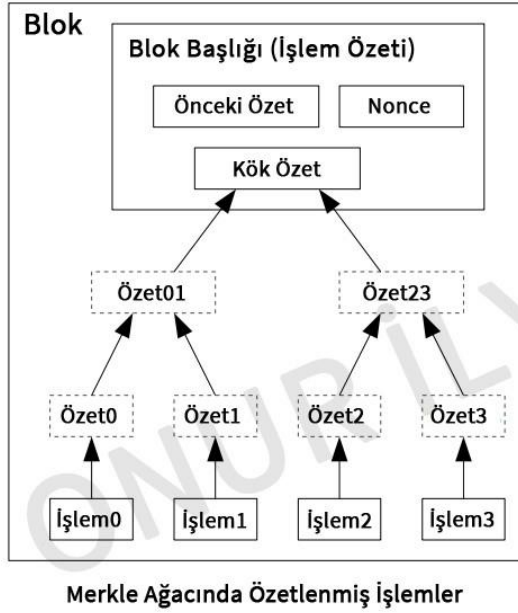 Blok
Blok Başlığı (İşlem Özeti)
Önceki Özet
Nonce
Kök Özet
Özet01
Özet23
Özet0
Özet1
Özet2
Özet3
İşlem0
İşlem1
İşlem2
İşlem3
ONUR
Merkle Ağacında Özetlenmiş İşlemler